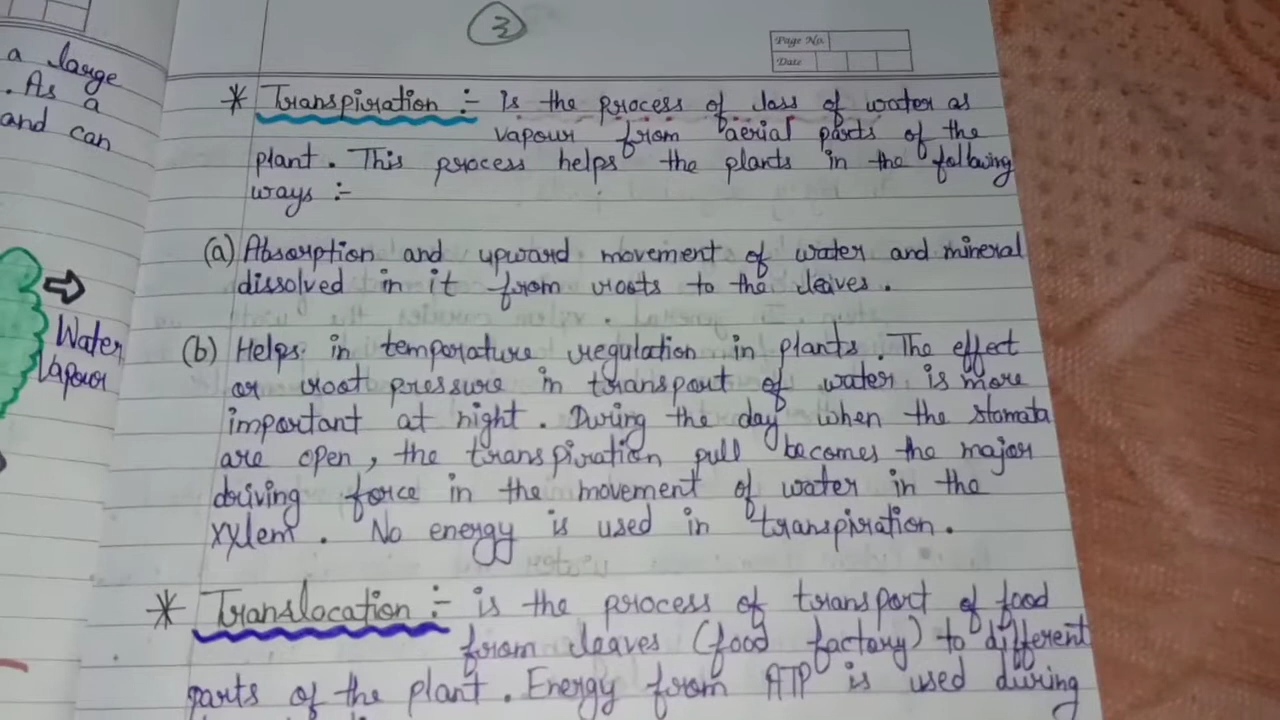 a large
. As a
and can
Water
Vapour
3
Page No.
Date
* Transpiration :- Is the process of loss of water as
vapour from aerial parts of the
plant. This process helps the plants in the following
ways :-
(a) Absorption and upward movement of water and mineral
dissolved in it from roots to the leaves.
(b) Helps in temperature regulation in plants. The effect
or root pressure in transport of water is more
important at night. During the day when the stomata
are open, the transpiration pull becomes the major
driving force in the movement of water in the
xylem. No energy is used in transpiration.
* Translocation :- is the process of transport of food
from leaves (food factory) to different
parts of the plant. Energy from ATP is used during